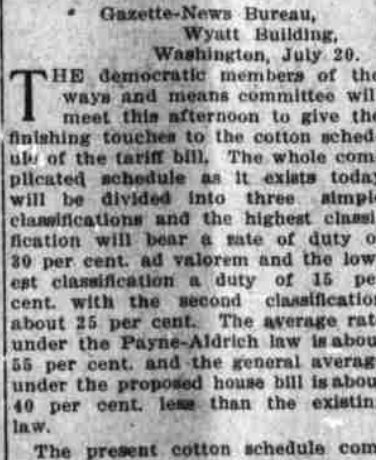 Gazette-News Bureau,
Wyatt Building,
Washington, July 20.
THE democratic members of the
ways and means committee wil
meet this afternoon to give the
finishing touches to the cotton sched
ule of the tariff bill. The whole com
plicated schedule as it exists today
will be divided into three simple
classifications and the highest classi
fication will bear a rate of duty o
30 per cent. ad valorem and the low
est classification a duty of 15 pe
cent. with the second classification
about 25 per cent. The average rat
under the Payne-Aldrich law is abou
55 per cent. and the general averag
under the proposed house bill is abou
40 per cent. less than the existin
law.
The present cotton schedule com